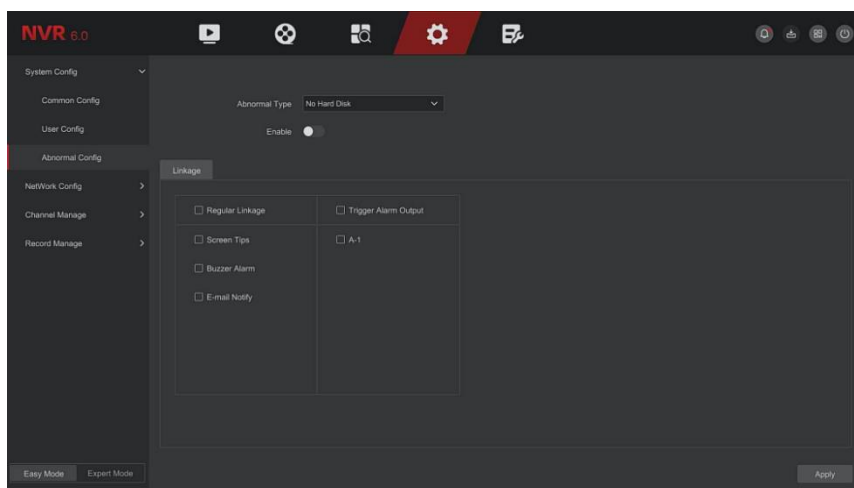 NVR 6.0
System Config
Common Config
User Config
Abnormal Config
NetWork Config
Channel Manage
Record Manage
Abnormal Type No Hard Disk
Enable
Linkage
Regular Linkage Trigger Alarm Output
Screen Tips A-1
Buzzer Alarm
E-mail Notify
Easy Mode Expert Mode Apply